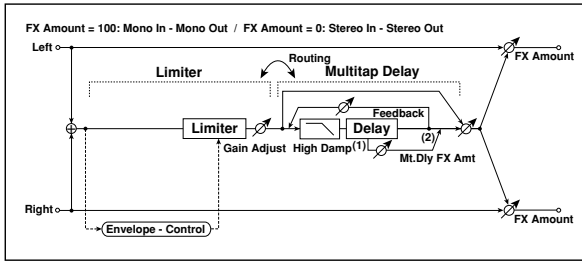 FX Amount = 100: Mono In - Mono Out / FX Amount = 0: Stereo In - Stereo Out
Left
FX Amount
Routing
Limiter
Multitap Delay
Feedback
Limiter
Delay
Gain Adjust
High Damp
(1)
(2)
Mt.Dly FX Amt
Right
Envelope - Control
FX Amount